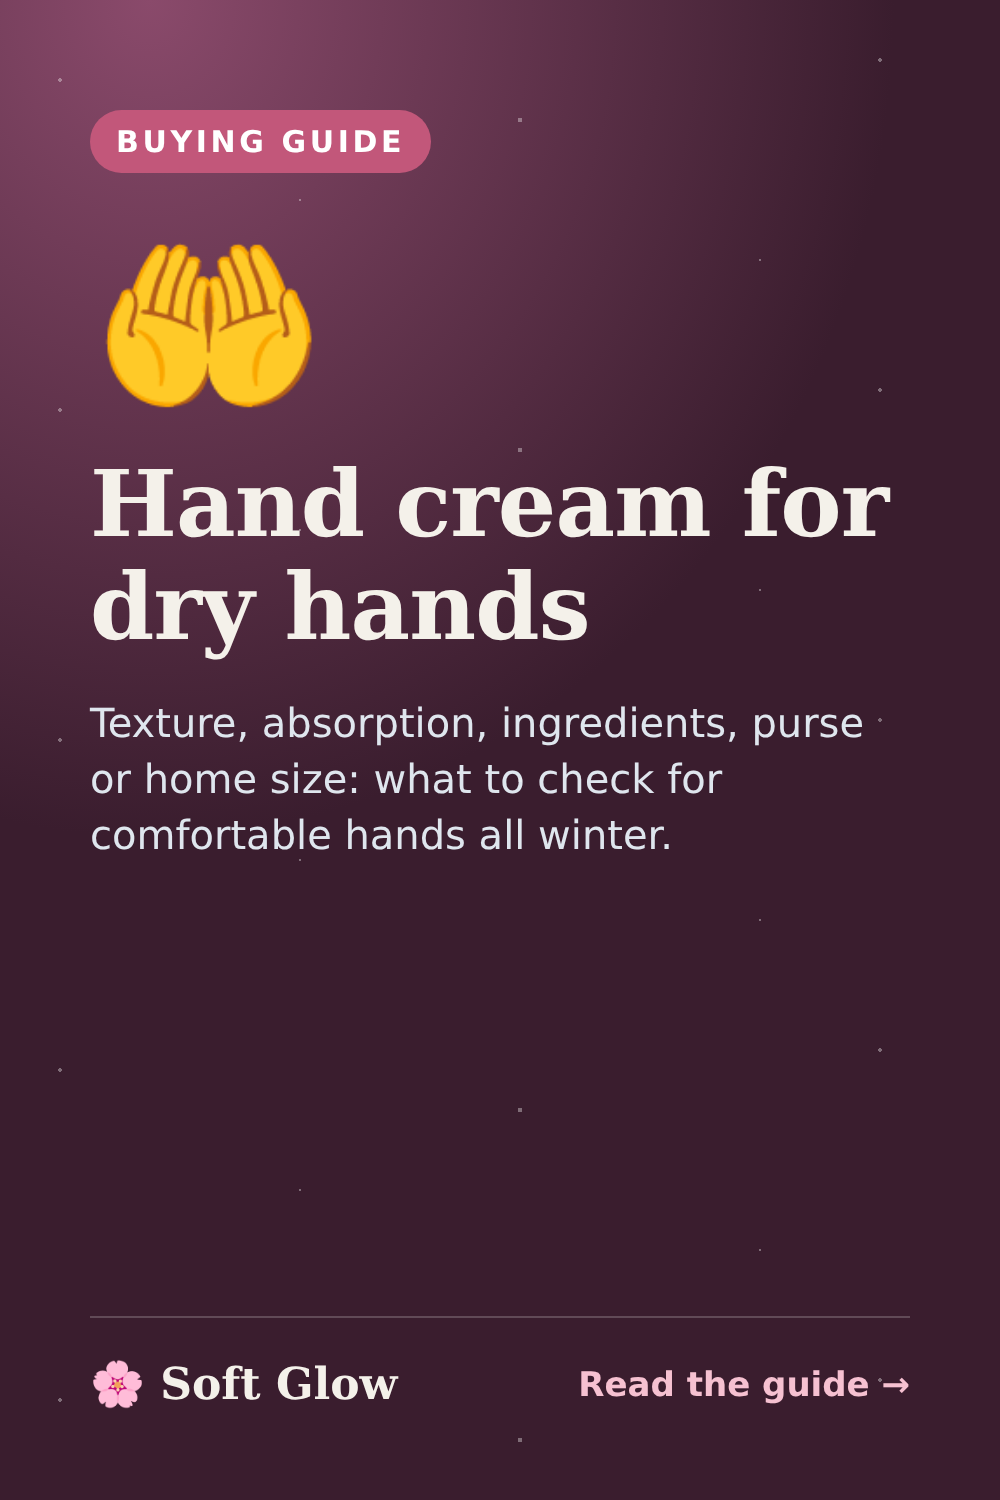 BUYING GUIDE
Hand cream for
dry hands
Texture, absorption, ingredients, purse
or home size: what to check for
comfortable hands all winter.
Soft Glow
Read the guide →